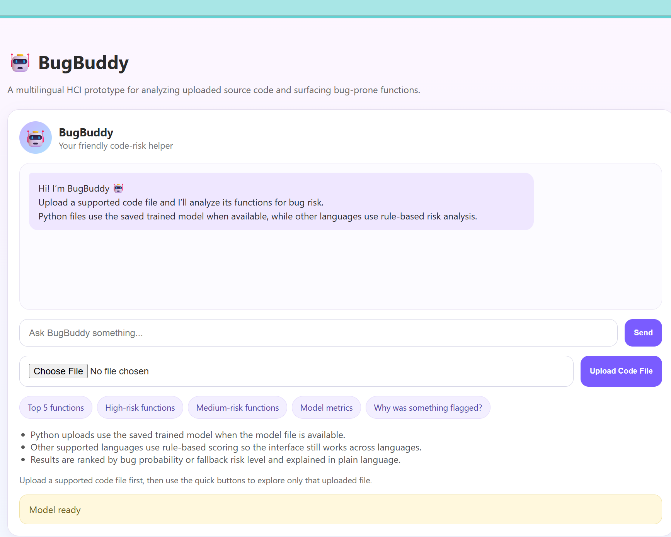 BugBuddy
A multilingual HCI prototype for analyzing uploaded source code and surfacing bug-prone functions.
BugBuddy
Your friendly code-risk helper
Hi! I'm BugBuddy 🤖
Upload a supported code file and I'll analyze its functions for bug risk.
Python files use the saved trained model when available, while other languages use rule-based risk analysis.
Ask BugBuddy something...
Send
Choose File No file chosen
Upload Code File
Top 5 functions
High-risk functions
Medium-risk functions
Model metrics
Why was something flagged?
• Python uploads use the saved trained model when the model file is available.
• Other supported languages use rule-based scoring so the interface still works across languages.
• Results are ranked by bug probability or fallback risk level and explained in plain language.
Upload a supported code file first, then use the quick buttons to explore only that uploaded file.
Model ready